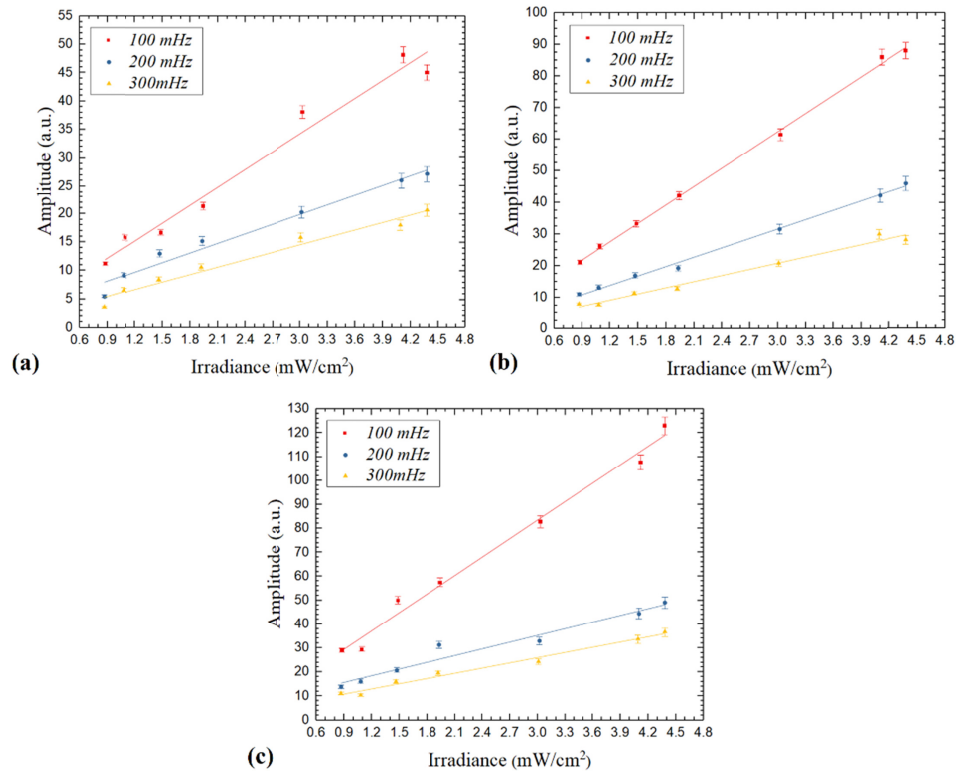 55
50
45
40
35
30
25
20
15
10
5
0
Amplitude (a.u.)
100 mHz
200 mHz
300mHz
0.6 0.9 1.2 1.5 1.8 2.1 2.4 2.7 3.0 3.3 3.6 3.9 4.2 4.5 4.8
Irradiance (mW/cm²)
(a)
100
90
80
70
60
50
40
30
20
10
0
Amplitude (a.u.)
100 mHz
200 mHz
300 mHz
0.6 0.9 1.2 1.5 1.8 2.1 2.4 2.7 3.0 3.3 3.6 3.9 4.2 4.5 4.8
Irradiance (mW/cm²)
(b)
130
120
110
100
90
80
70
60
50
40
30
20
10
0
Amplitude (a.u.)
100 mHz
200 mHz
300mHz
0.6 0.9 1.2 1.5 1.8 2.1 2.4 2.7 3.0 3.3 3.6 3.9 4.2 4.5 4.8
Irradiance (mW/cm²)
(c)